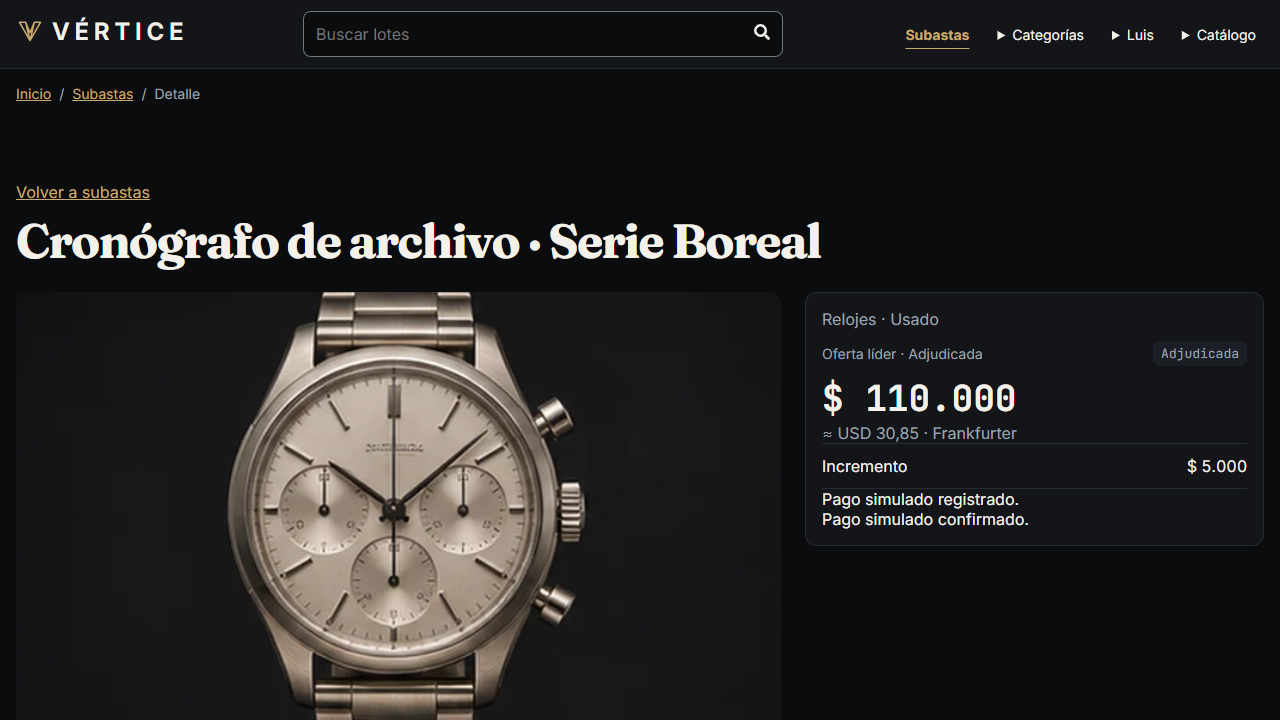 VÉRTICE
Buscar lotes
Subastas
Categorías
Luis
Catálogo
Inicio / Subastas / Detalle
Volver a subastas
Cronógrafo de archivo · Serie Boreal
Relojes · Usado
Oferta líder · Adjudicada
Adjudicada
$ 110.000
≈ USD 30,85 · Frankfurter
Incremento
$ 5.000
Pago simulado registrado.
Pago simulado confirmado.